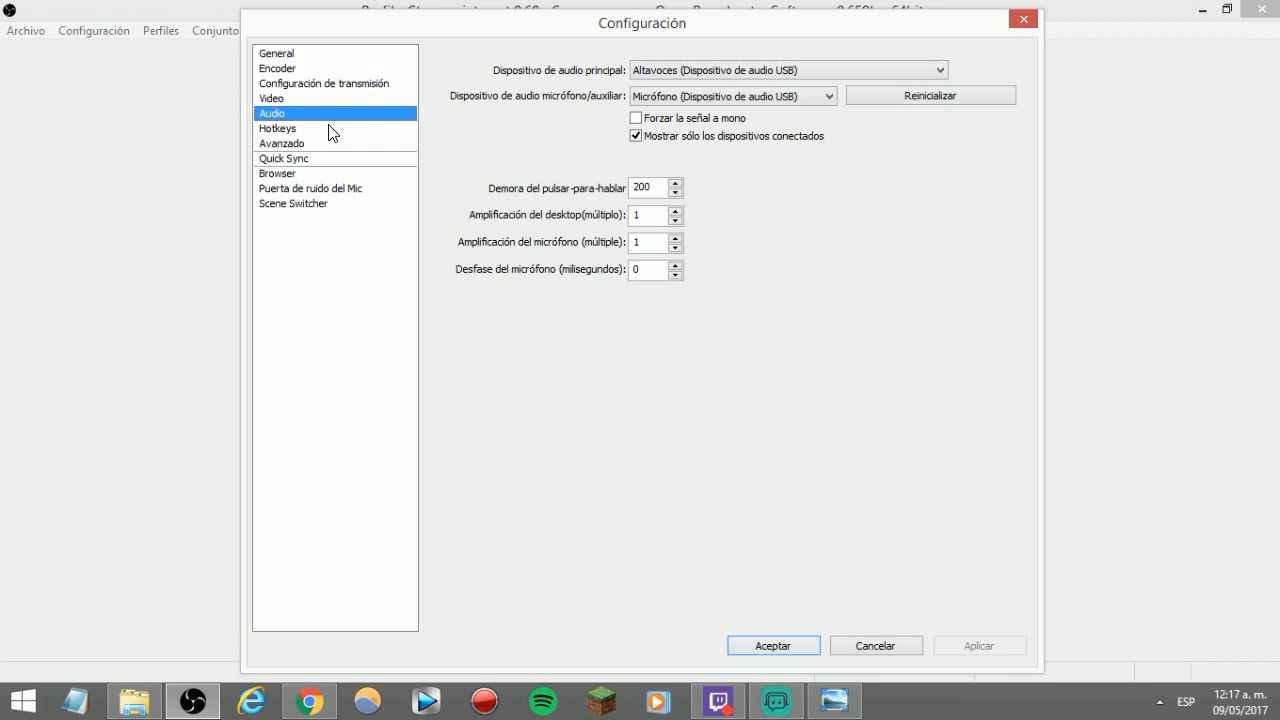 Configuración
Archivo Configuración Perfiles Conjunto
General
Encoder
Configuración de transmisión
Video
Audio
Hotkeys
Avanzado
Quick Sync
Browser
Puerta de ruido del Mic
Scene Switcher
Dispositivo de audio principal: Altavoces (Dispositivo de audio USB)
Dispositivo de audio micrófono/auxiliar: Micrófono (Dispositivo de audio USB) Reinicializar
Forzar la señal a mono
Mostrar sólo los dispositivos conectados
Demora del pulsar-para-hablar 200
Amplificación del desktop(múltiplo): 1
Amplificación del micrófono (múltiple): 1
Desfase del micrófono (milisegundos): 0
Aceptar Cancelar Aplicar
ESP
12:17 a. m.
09/05/2017